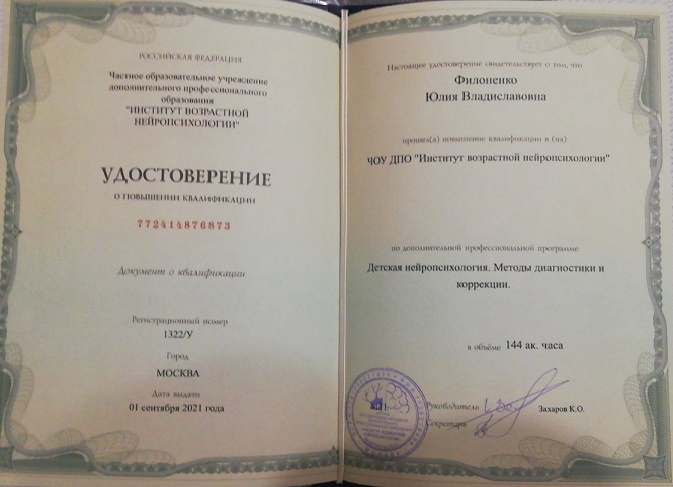 РОССИЙСКАЯ ФЕДЕРАЦИЯ
Частное образовательное учреждение
дополнительного профессионального
образования
"ИНСТИТУТ ВОЗРАСТНОЙ
НЕЙРОПСИХОЛОГИИ"
УДОСТОВЕРЕНИЕ
О ПОВЫШЕНИИ КВАЛИФИКАЦИИ
772414876873
Документ о квалификации
Регистрационный номер
1322/У
Город
МОСКВА
Дата выдачи
01 сентября 2021 года
Настоящее удостоверение свидетельствует о том, что
Филоненко
Юлия Владиславовна
прошел(а) повышение квалификации в (на)
ЧОУ ДПО "Институт возрастной нейропсихологии"
по дополнительной профессиональной программе
Детская нейропсихология. Методы диагностики и
коррекции.
в объёме 144 ак. часа
Руководитель Захаров К.О.
Секретарь